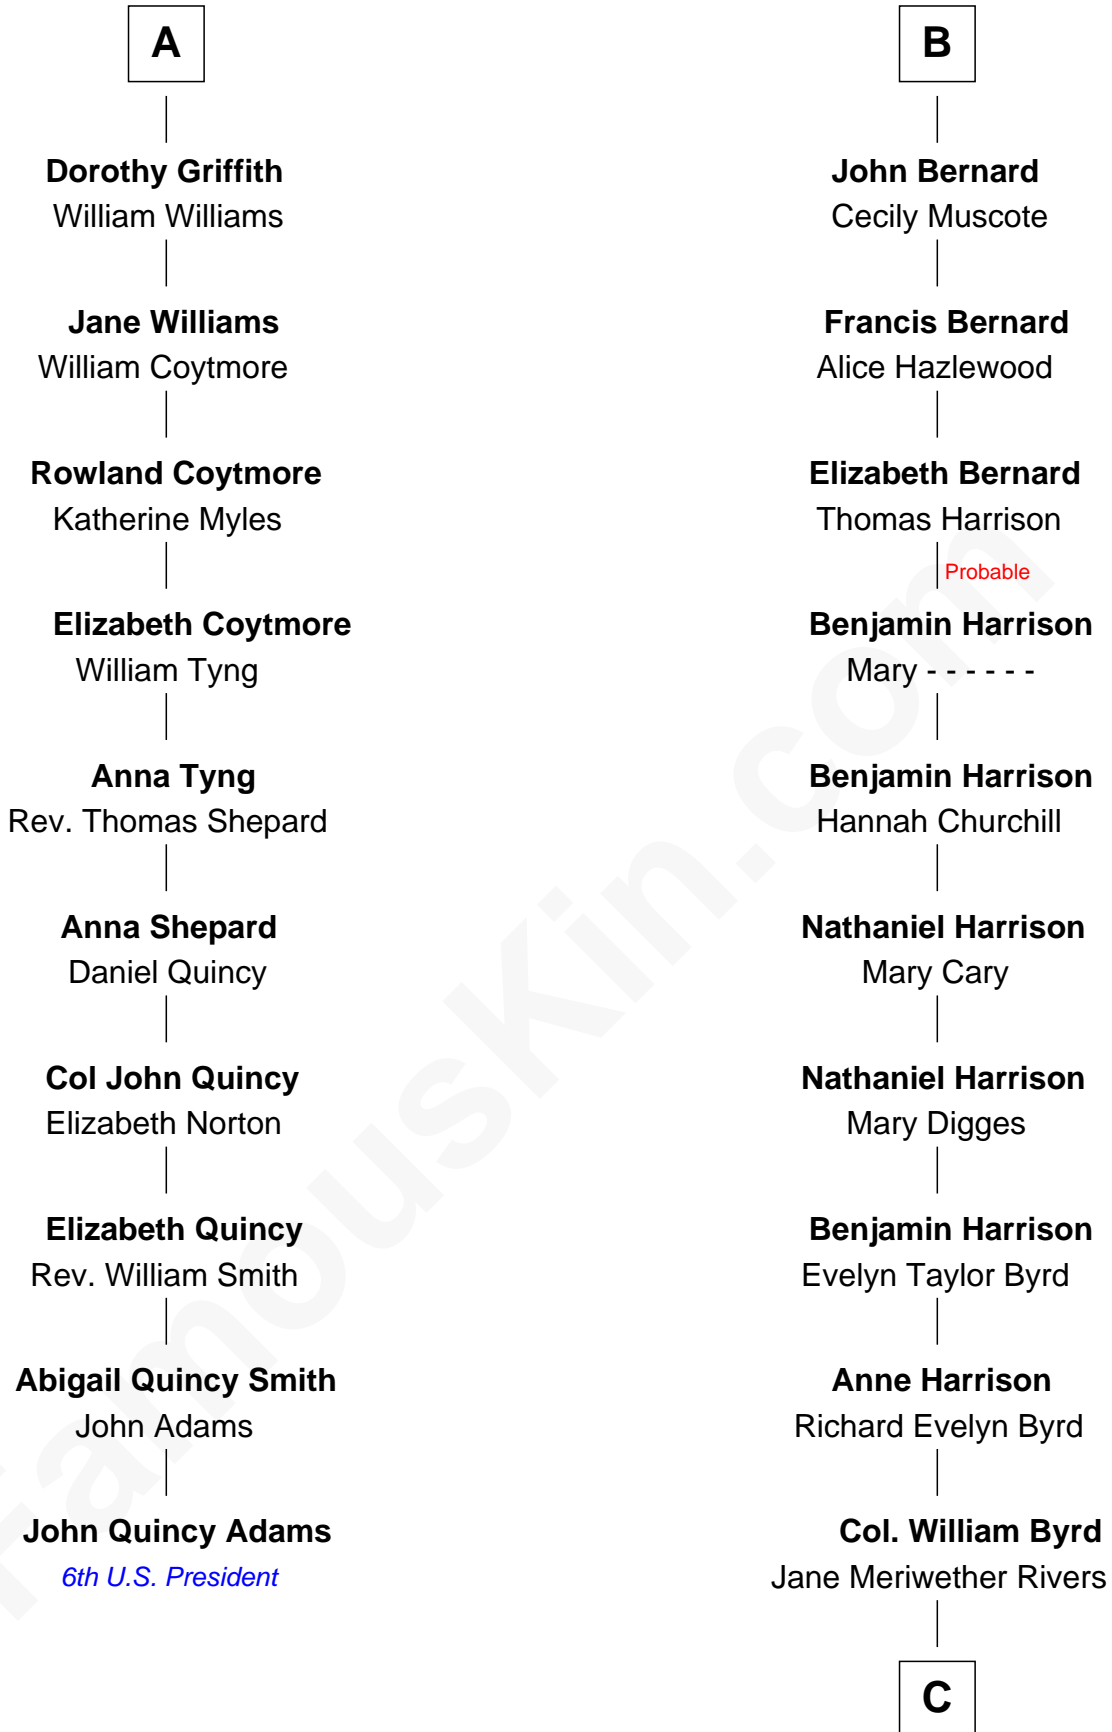 A
Dorothy Griffith
William Williams
Jane Williams
William Coytmore
Rowland Coytmore
Katherine Myles
Elizabeth Coytmore
William Tyng
Anna Tyng
Rev. Thomas Shepard
Anna Shepard
Daniel Quincy
Col John Quincy
Elizabeth Norton
Elizabeth Quincy
Rev. William Smith
Abigail Quincy Smith
John Adams
John Quincy Adams
6th U.S. President
B
John Bernard
Cecily Muscote
Francis Bernard
Alice Hazlewood
Elizabeth Bernard
Thomas Harrison
Probable
Benjamin Harrison
Mary - - - - - -
Benjamin Harrison
Hannah Churchill
Nathaniel Harrison
Mary Cary
Nathaniel Harrison
Mary Digges
Benjamin Harrison
Evelyn Taylor Byrd
Anne Harrison
Richard Evelyn Byrd
Col. William Byrd
Jane Meriwether Rivers
C
FamousKin.com